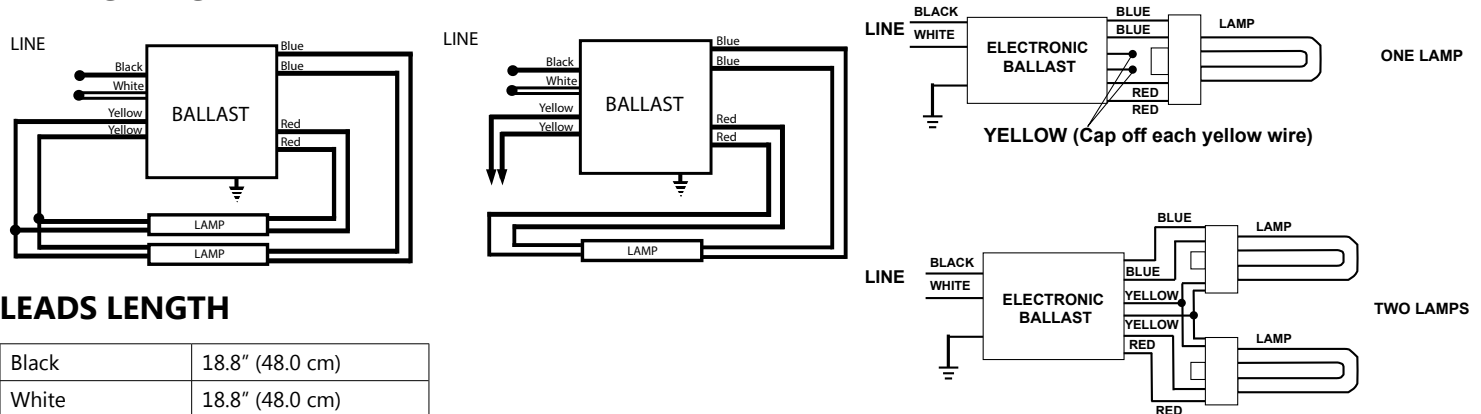 LINE
Black
White
Yellow
Yellow
BALLAST
Blue
Blue
Red
Red
LAMP
LAMP
LINE
Black
White
Yellow
Yellow
BALLAST
Blue
Blue
Red
Red
LAMP
LINE
BLACK
WHITE
ELECTRONIC
BALLAST
BLUE
BLUE
RED
RED
LAMP
ONE LAMP
YELLOW (Cap off each yellow wire)
LINE
BLACK
WHITE
ELECTRONIC
BALLAST
BLUE
BLUE
YELLOW
YELLOW
RED
RED
LAMP
LAMP
TWO LAMPS
LEADS LENGTH
Black 18.8” (48.0 cm)
White 18.8” (48.0 cm)